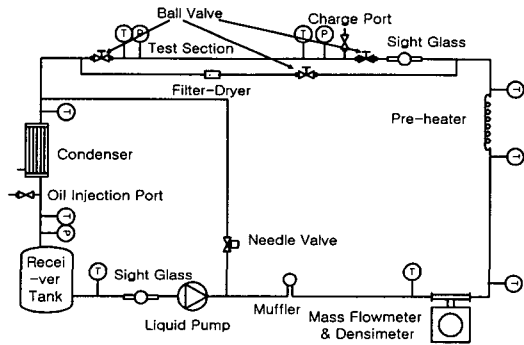 Ball Valve
Charge Port
T P
T P
Test Section
Sight Glass
Filter-Dryer
T
T
Pre-heater
Condenser
T
Oil Injection Port
T
P
Needle Valve
Recei
-ver
Tank
T
Sight Glass
T
T
Liquid Pump
Muffler
Mass Flowmeter
& Densimeter